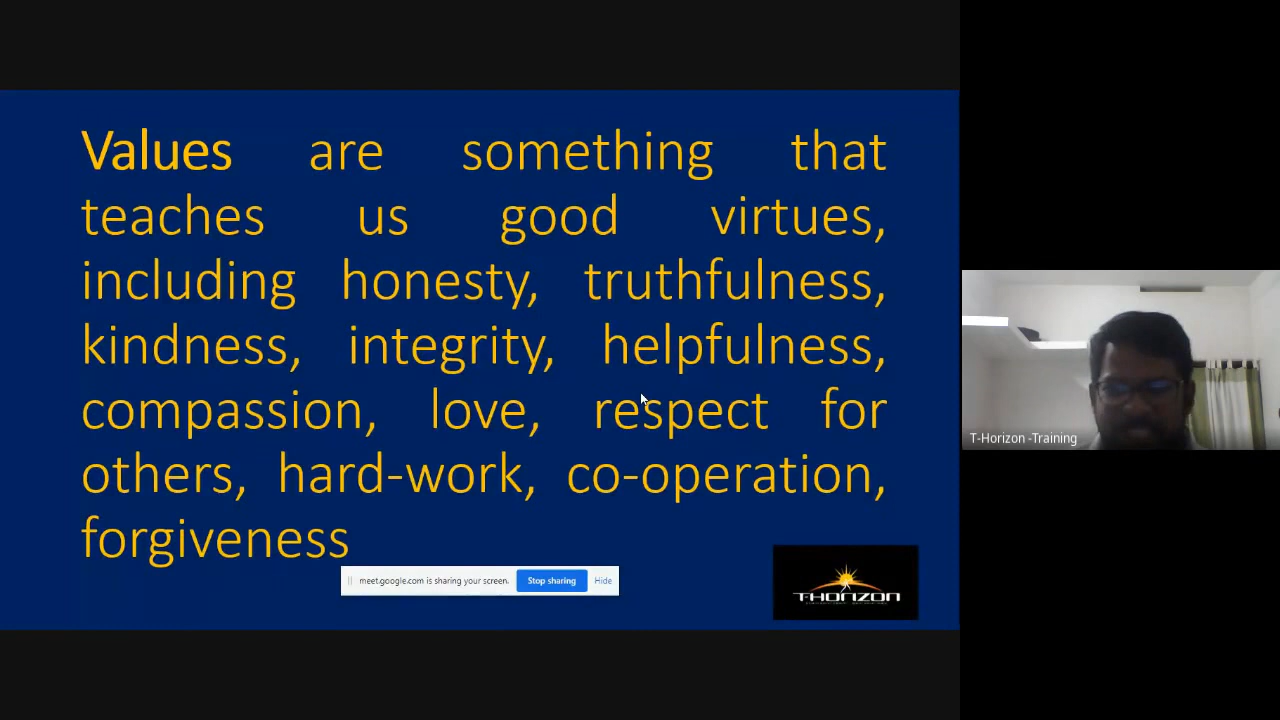 Values are something that
teaches us good virtues,
including honesty, truthfulness,
kindness, integrity, helpfulness,
compassion, love, respect for
others, hard-work, co-operation,
forgiveness
meet.google.com is sharing your screen.
Stop sharing
Hide
T-HORIZON
T-Horizon -Training